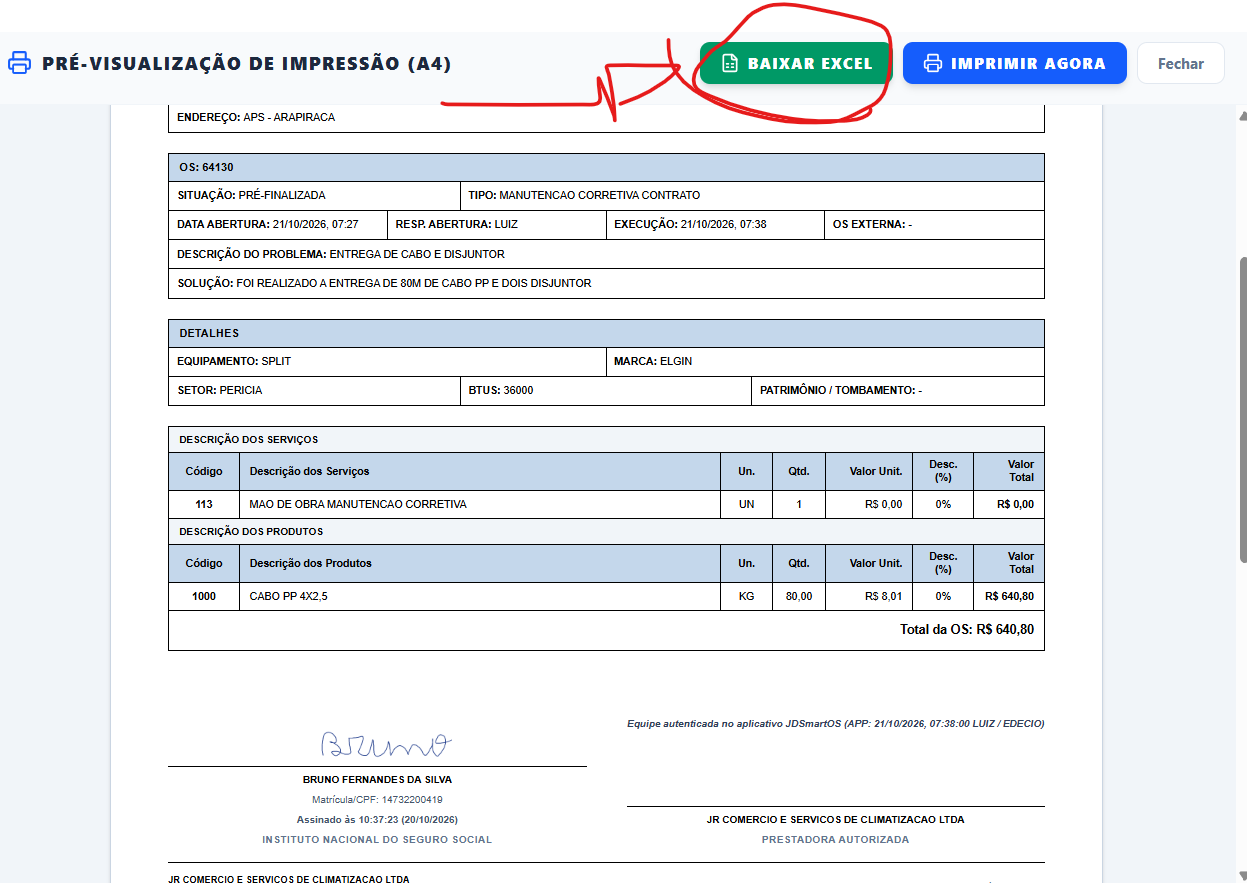 PRÉ-VISUALIZAÇÃO DE IMPRESSÃO (A4)
BAIXAR EXCEL
IMPRIMIR AGORA
Fechar
ENDEREÇO: APS - ARAPIRACA
OS: 64130
SITUAÇÃO: PRÉ-FINALIZADA
TIPO: MANUTENCAO CORRETIVA CONTRATO
DATA ABERTURA: 21/10/2026, 07:27
RESP. ABERTURA: LUIZ
EXECUÇÃO: 21/10/2026, 07:38
OS EXTERNA: -
DESCRIÇÃO DO PROBLEMA: ENTREGA DE CABO E DISJUNTOR
SOLUÇÃO: FOI REALIZADO A ENTREGA DE 80M DE CABO PP E DOIS DISJUNTOR
DETALHES
EQUIPAMENTO: SPLIT
MARCA: ELGIN
SETOR: PERICIA
BTUS: 36000
PATRIMÔNIO / TOMBAMENTO: -
DESCRIÇÃO DOS SERVIÇOS
Código Descrição dos Serviços Un. Qtd. Valor Unit. Desc. (%) Valor Total
113 MAO DE OBRA MANUTENCAO CORRETIVA UN 1 R$ 0,00 0% R$ 0,00
DESCRIÇÃO DOS PRODUTOS
Código Descrição dos Produtos Un. Qtd. Valor Unit. Desc. (%) Valor Total
1000 CABO PP 4X2,5 KG 80,00 R$ 8,01 0% R$ 640,80
Total da OS: R$ 640,80
Equipe autenticada no aplicativo JDSmartOS (APP: 21/10/2026, 07:38:00 LUIZ / EDECIO)
Bruno
BRUNO FERNANDES DA SILVA
Matrícula/CPF: 14732200419
Assinado às 10:37:23 (20/10/2026)
INSTITUTO NACIONAL DO SEGURO SOCIAL
JR COMERCIO E SERVICOS DE CLIMATIZACAO LTDA
PRESTADORA AUTORIZADA
JR COMERCIO E SERVICOS DE CLIMATIZACAO LTDA